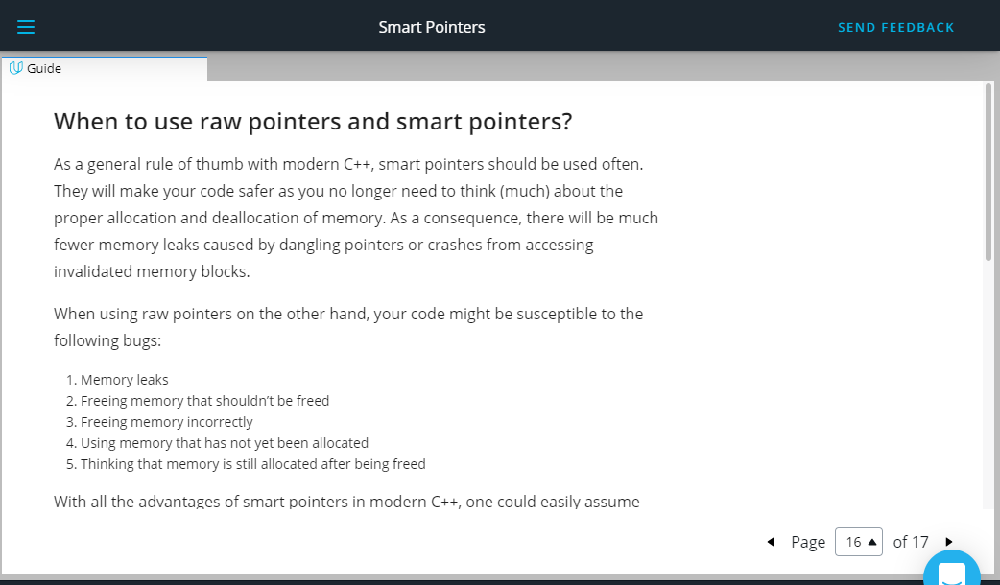 Smart Pointers
SEND FEEDBACK
Guide
When to use raw pointers and smart pointers?
As a general rule of thumb with modern C++, smart pointers should be used often.
They will make your code safer as you no longer need to think (much) about the
proper allocation and deallocation of memory. As a consequence, there will be much
fewer memory leaks caused by dangling pointers or crashes from accessing
invalidated memory blocks.
When using raw pointers on the other hand, your code might be susceptible to the
following bugs:
1. Memory leaks
2. Freeing memory that shouldn’t be freed
3. Freeing memory incorrectly
4. Using memory that has not yet been allocated
5. Thinking that memory is still allocated after being freed
With all the advantages of smart pointers in modern C++, one could easily assume
Page 16 of 17